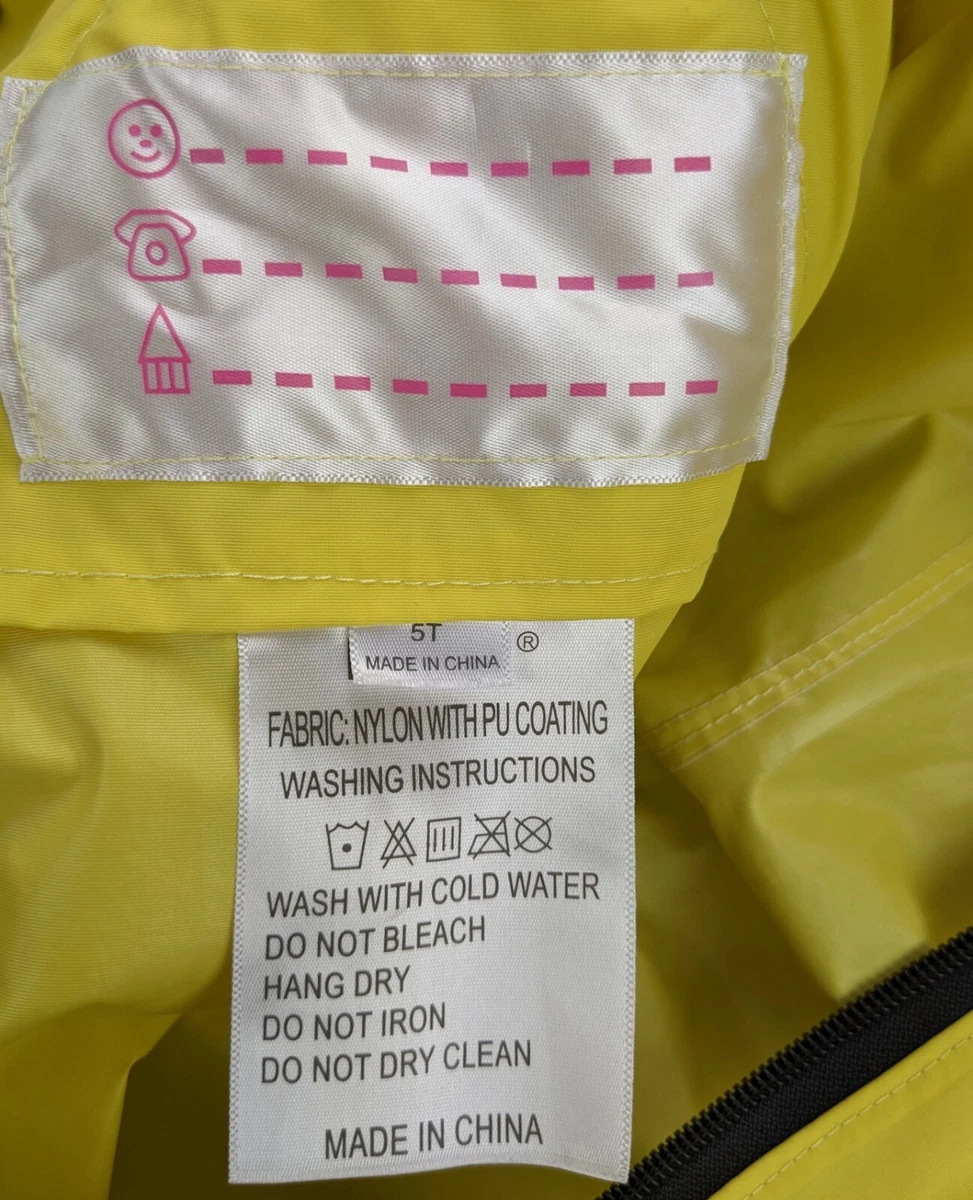 5T
®
MADE IN CHINA
FABRIC: NYLON WITH PU COATING
WASHING INSTRUCTIONS
WASH WITH COLD WATER
DO NOT BLEACH
HANG DRY
DO NOT IRON
DO NOT DRY CLEAN
MADE IN CHINA